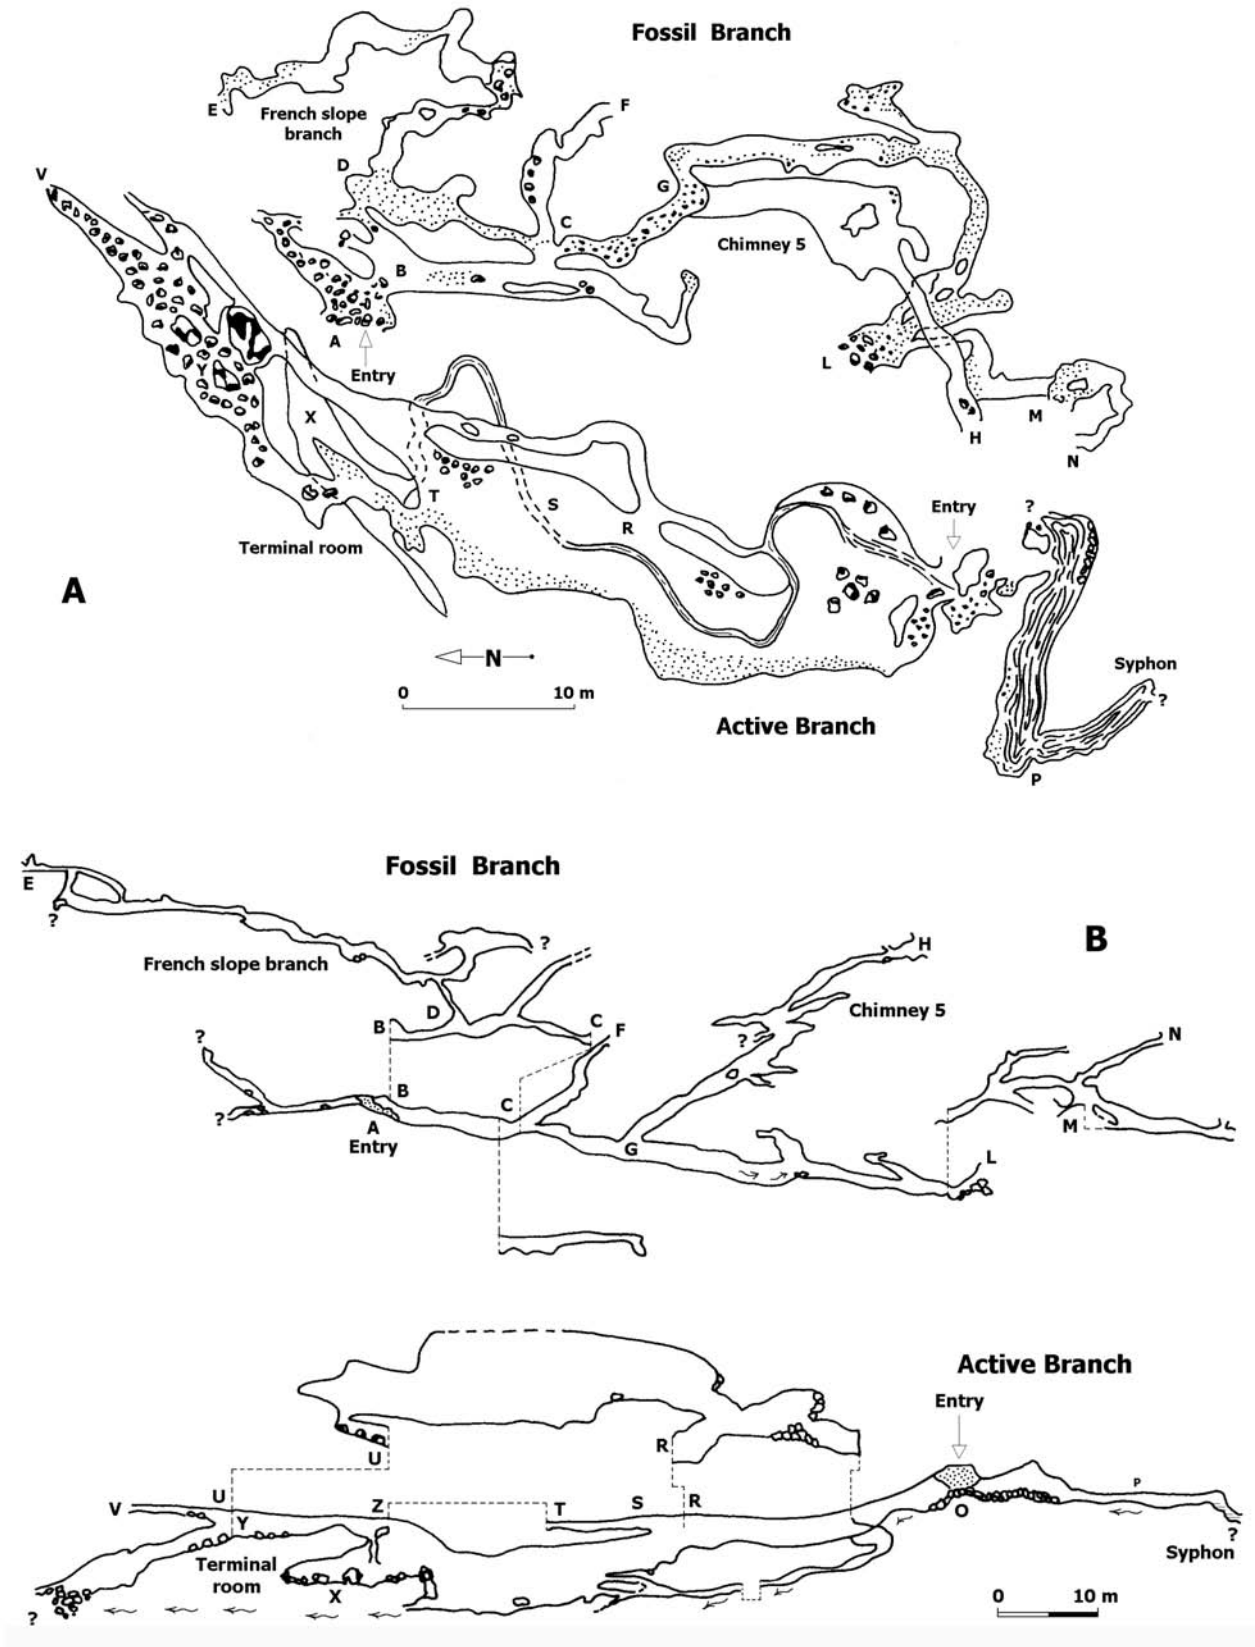 Fossil Branch
E
French slope
branch
F
D
V
G
C
Chimney 5
B
A
Entry
L
Y
X
M
H
N
T
S
R
Entry
?
Terminal room
A
N
Syphon
?
0 10 m
Active Branch
P
Fossil Branch
E
?
French slope branch
?
D
B
C
F
H
Chimney 5
?
B
?
B
C
?
A
Entry
G
L
M
N
Active Branch
Entry
R
U
V
U
Y
Z
T
S
R
P
O
?
Syphon
Terminal
room
X
?
0 10 m